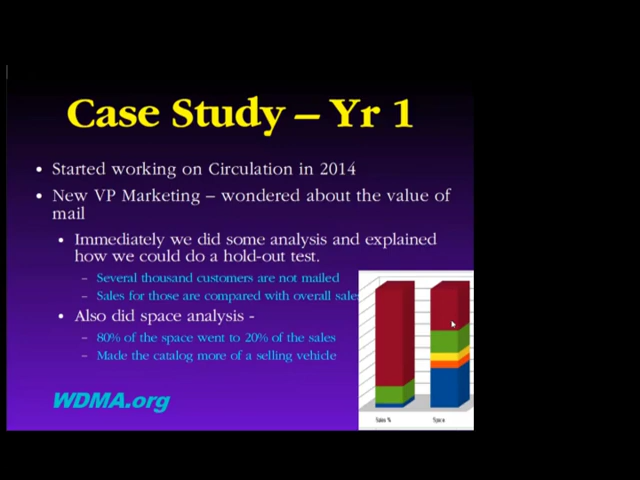 Case Study – Yr 1
• Started working on Circulation in 2014
• New VP Marketing – wondered about the value of
mail
• Immediately we did some analysis and explained
how we could do a hold-out test.
– Several thousand customers are not mailed
– Sales for those are compared with overall sales
• Also did space analysis -
– 80% of the space went to 20% of the sales
– Made the catalog more of a selling vehicle
WDMA.org
Sales %
Space